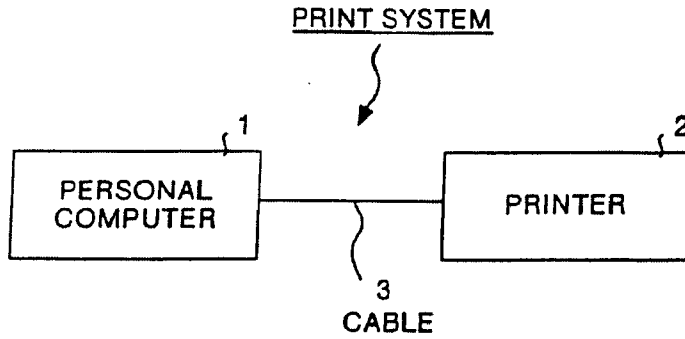 PRINT SYSTEM
1
2
PERSONAL
COMPUTER
PRINTER
3
CABLE